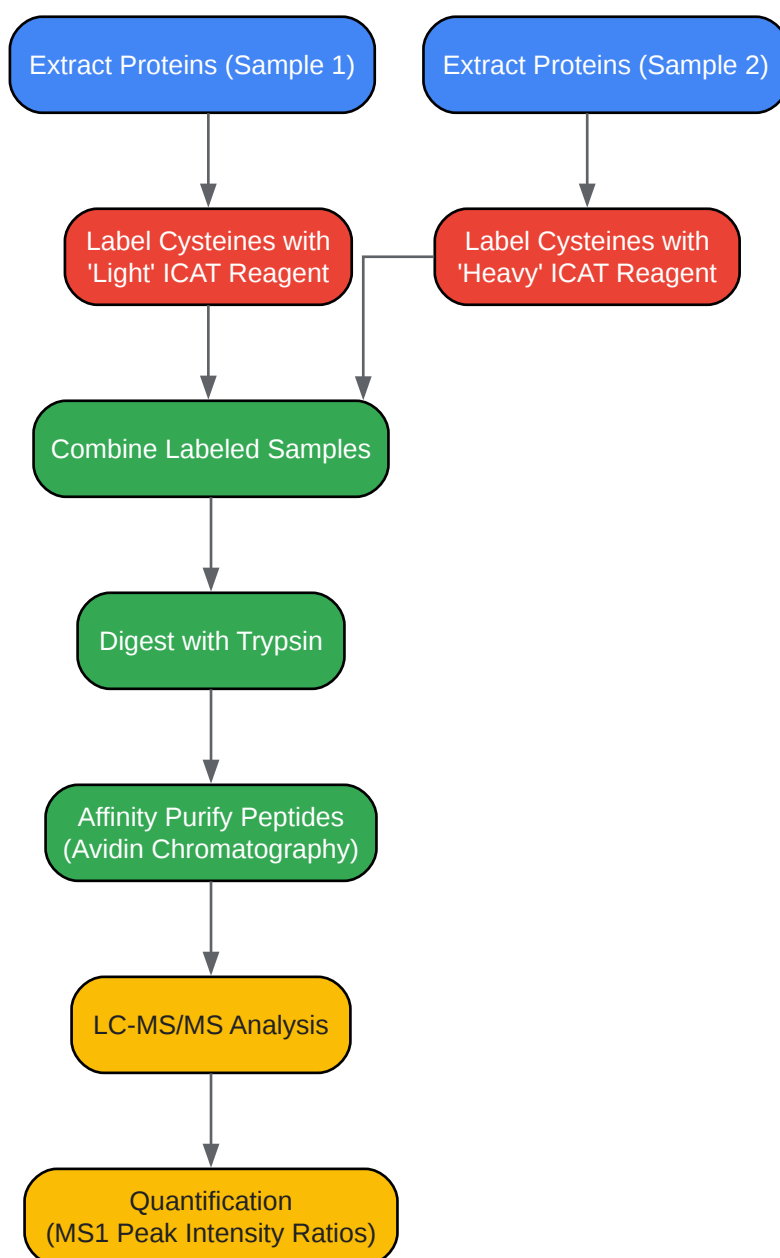 Extract Proteins (Sample 1)
Extract Proteins (Sample 2)
Label Cysteines with
'Light' ICAT Reagent
Label Cysteines with
'Heavy' ICAT Reagent
Combine Labeled Samples
Digest with Trypsin
Affinity Purify Peptides
(Avidin Chromatography)
LC-MS/MS Analysis
Quantification
(MS1 Peak Intensity Ratios)